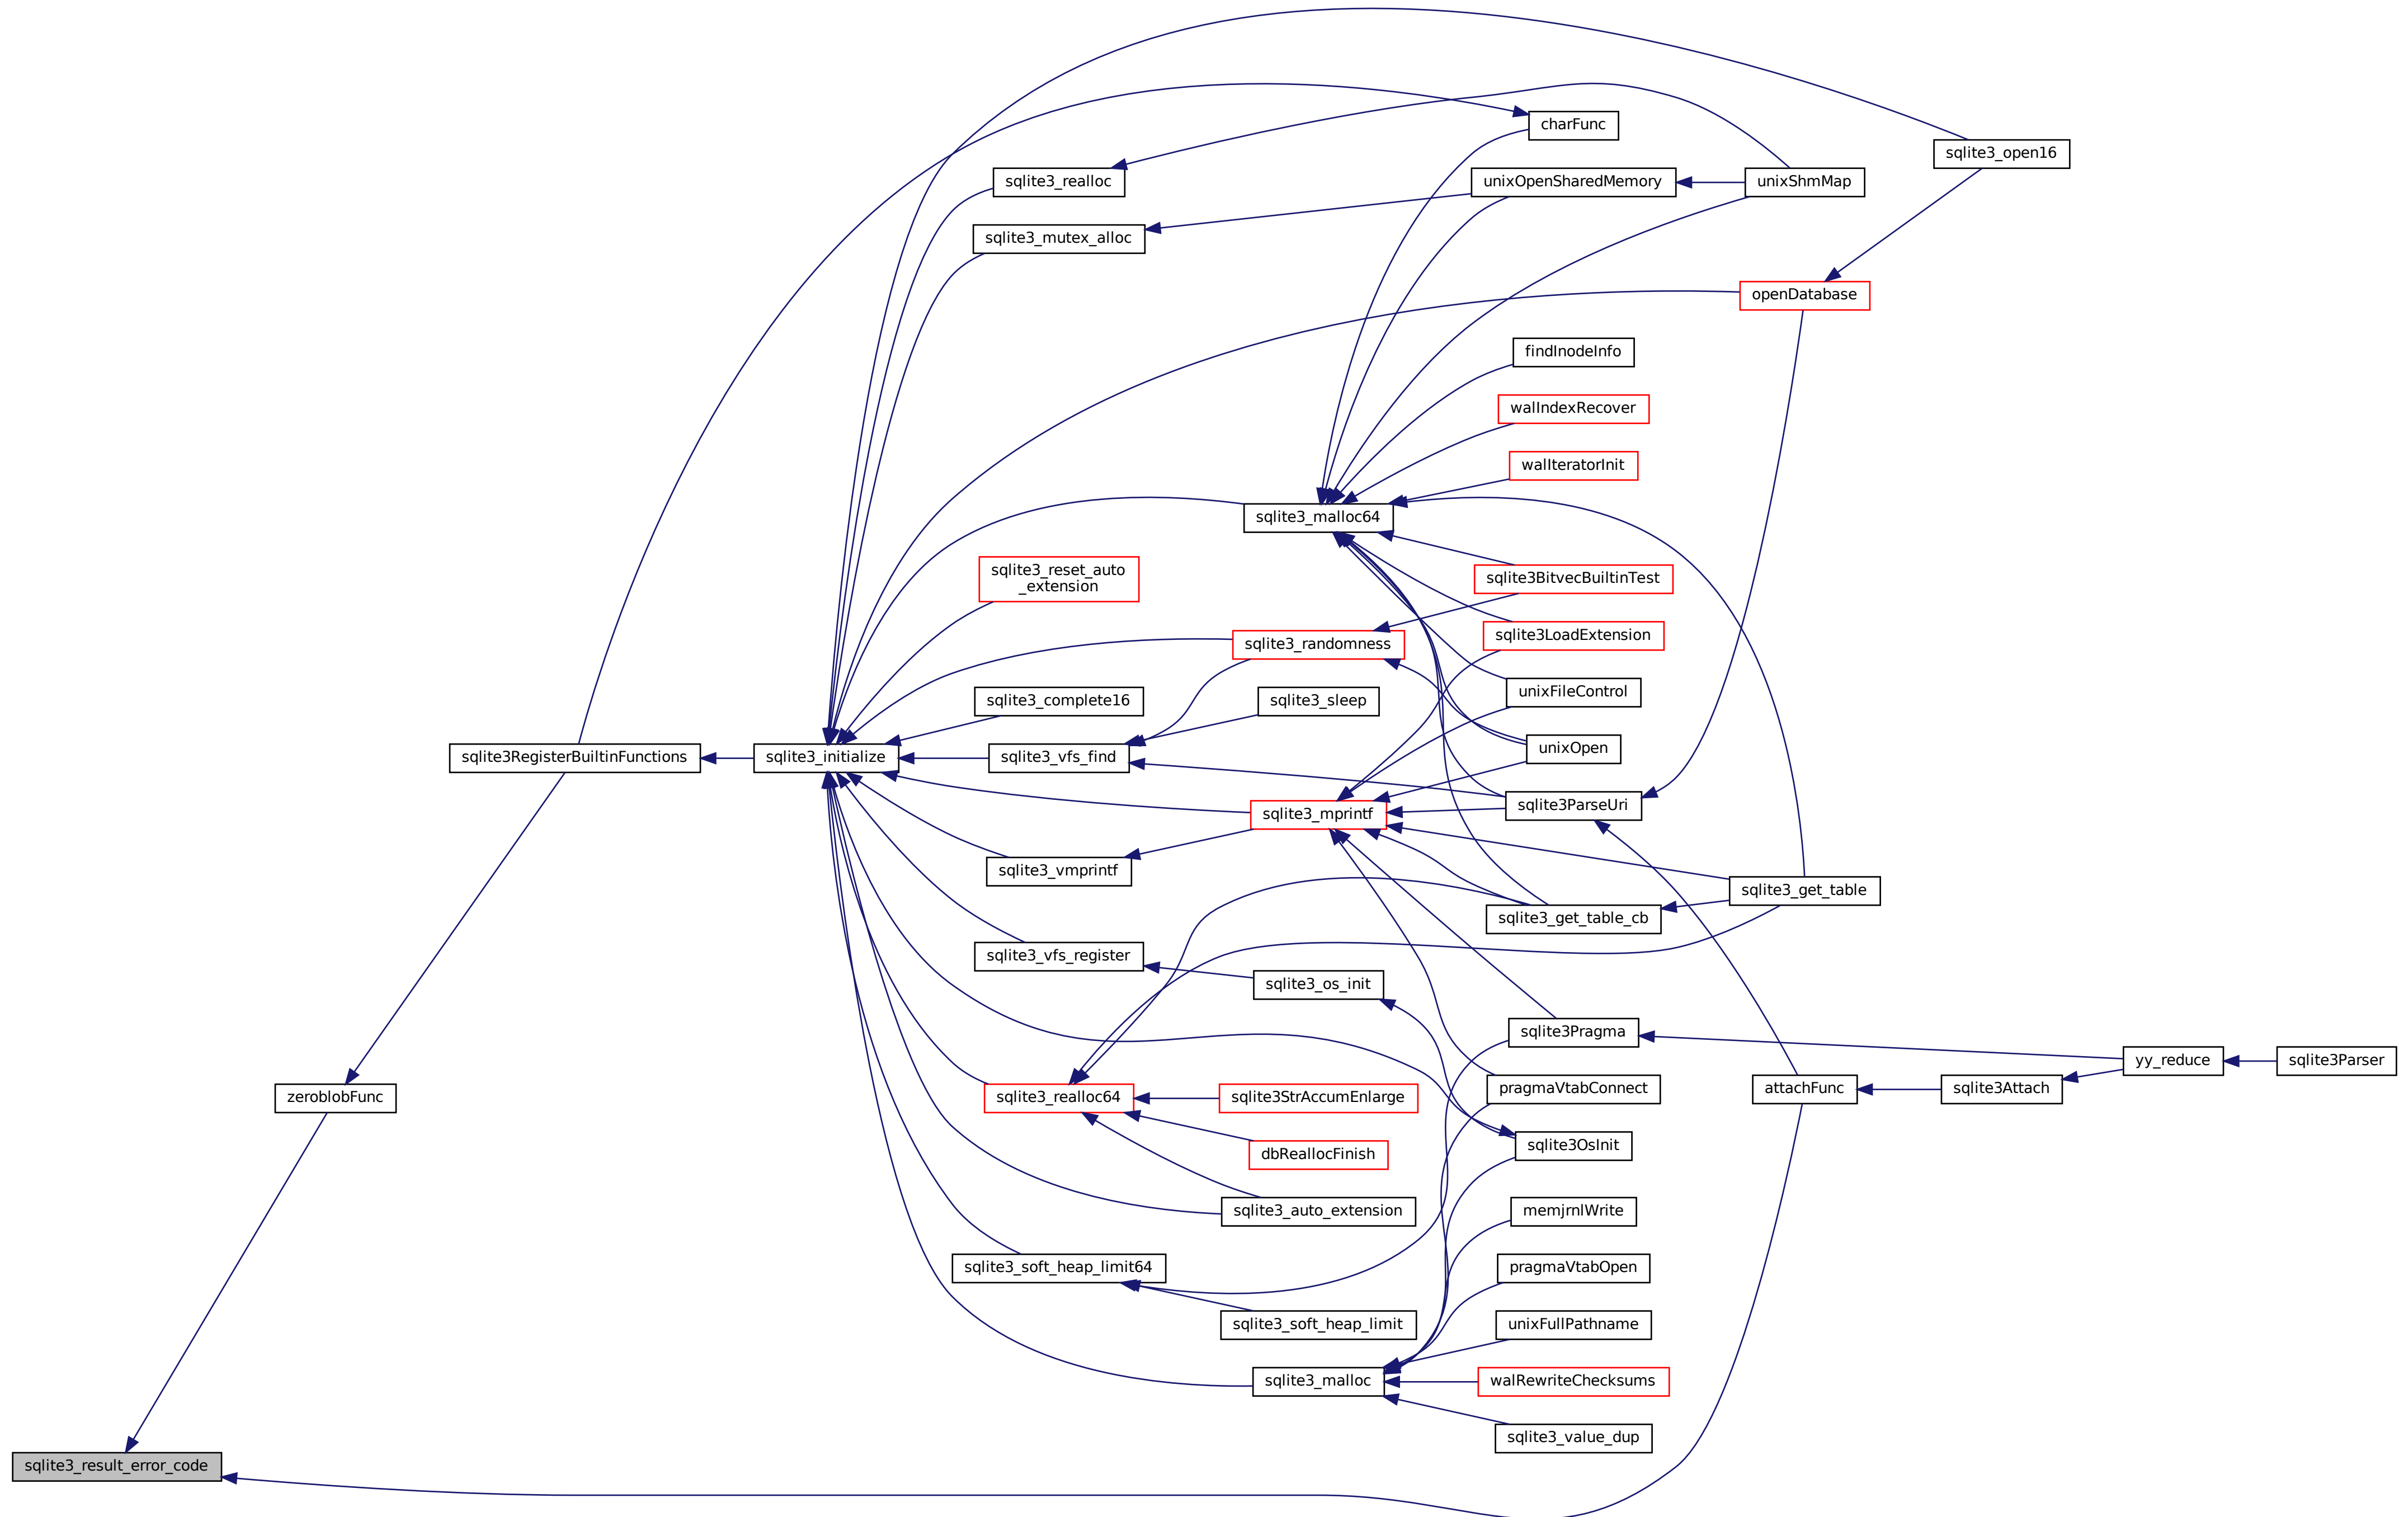 charFunc
sqlite3_open16
sqlite3_realloc
unixOpenSharedMemory
unixShmMap
sqlite3_mutex_alloc
openDatabase
findInodeInfo
walIndexRecover
walIteratorInit
sqlite3_malloc64
sqlite3_reset_auto
_extension
sqlite3BitvecBuiltinTest
sqlite3_randomness
sqlite3LoadExtension
sqlite3_complete16
sqlite3_sleep
unixFileControl
sqlite3RegisterBuiltinFunctions
sqlite3_initialize
sqlite3_vfs_find
unixOpen
sqlite3_mprintf
sqlite3ParseUri
sqlite3_vmprintf
sqlite3_get_table
sqlite3_get_table_cb
sqlite3_vfs_register
sqlite3_os_init
sqlite3Pragma
yy_reduce
sqlite3Parser
zeroblobFunc
sqlite3_realloc64
sqlite3StrAccumEnlarge
pragmaVtabConnect
attachFunc
sqlite3Attach
dbReallocFinish
sqlite3OsInit
sqlite3_auto_extension
memjrnlWrite
sqlite3_soft_heap_limit64
pragmaVtabOpen
sqlite3_soft_heap_limit
unixFullPathname
sqlite3_malloc
walRewriteChecksums
sqlite3_value_dup
sqlite3_result_error_code